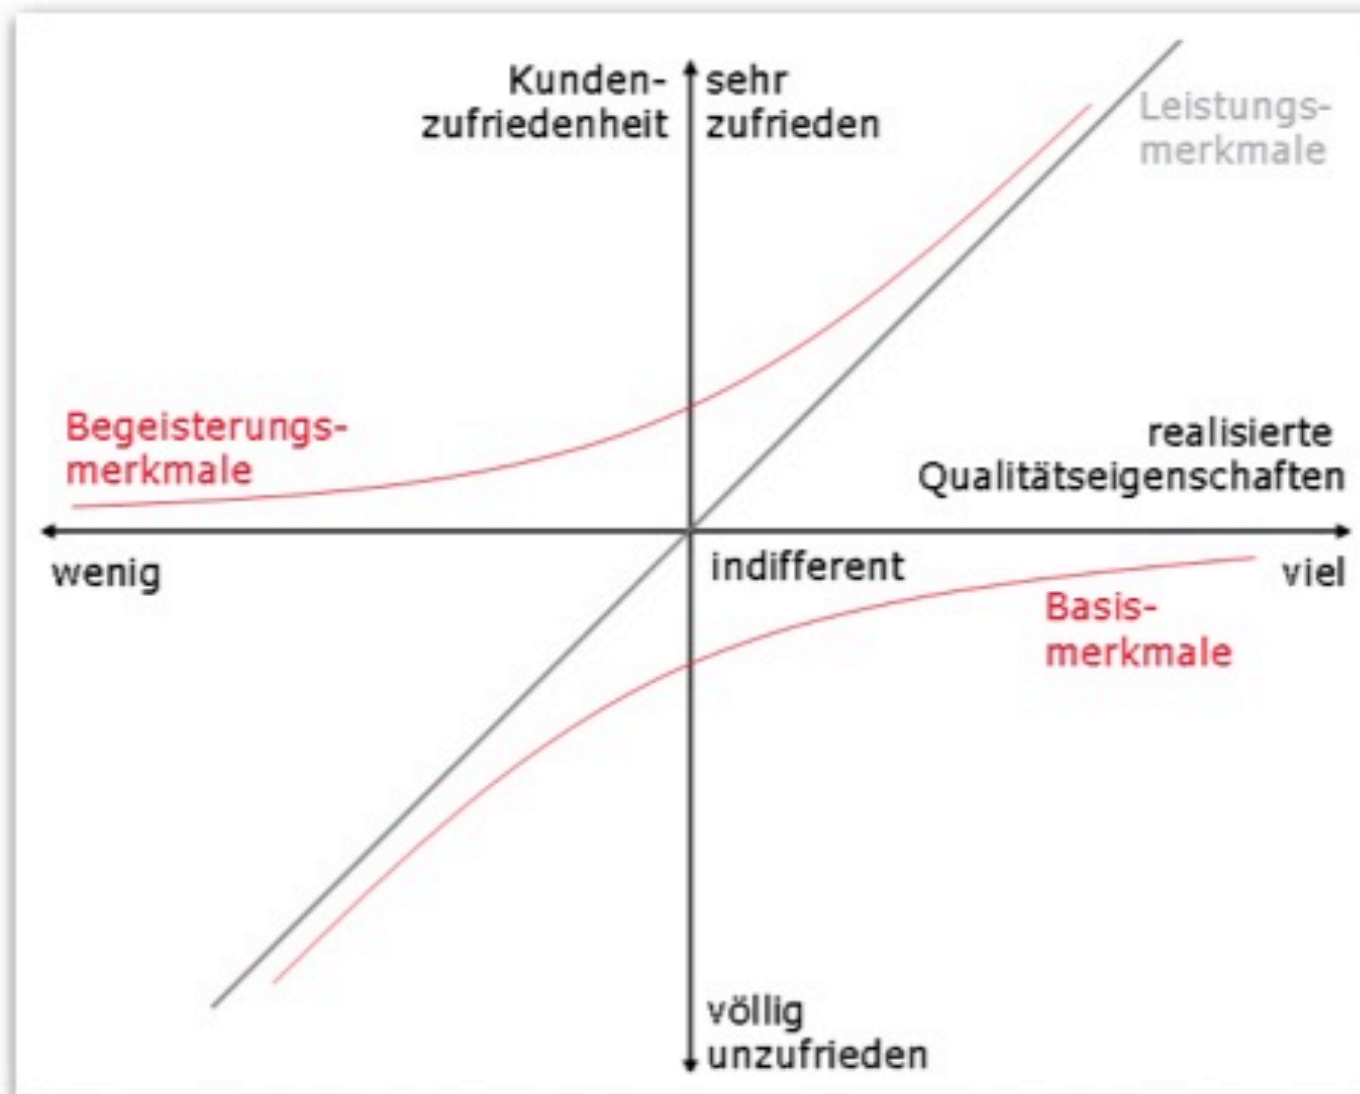 Kunden-
zufriedenheit
sehr
zufrieden
Leistungs-
merkmale
Begeisterungs-
merkmale
realisierte
Qualitätseigenschaften
wenig
indifferent
viel
Basis-
merkmale
völlig
unzufrieden